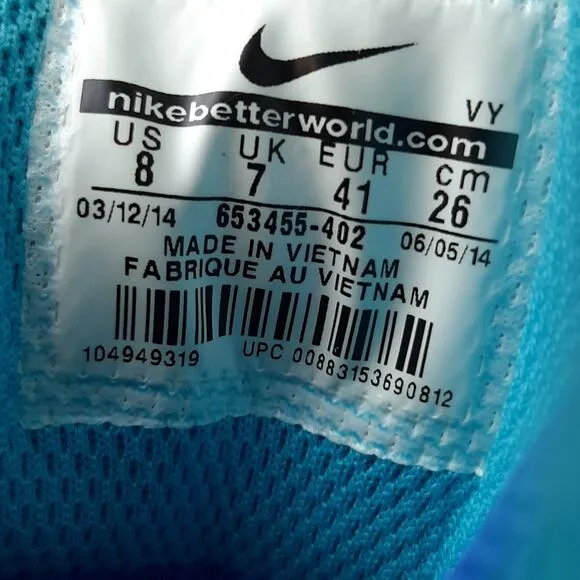 VY
nikebetterworld.com
US UK EUR cm
8 7 41 26
03/12/14 653455-402 06/05/14
MADE IN VIETNAM
FABRIQUE AU VIETNAM
104949319 UPC 00883153690812